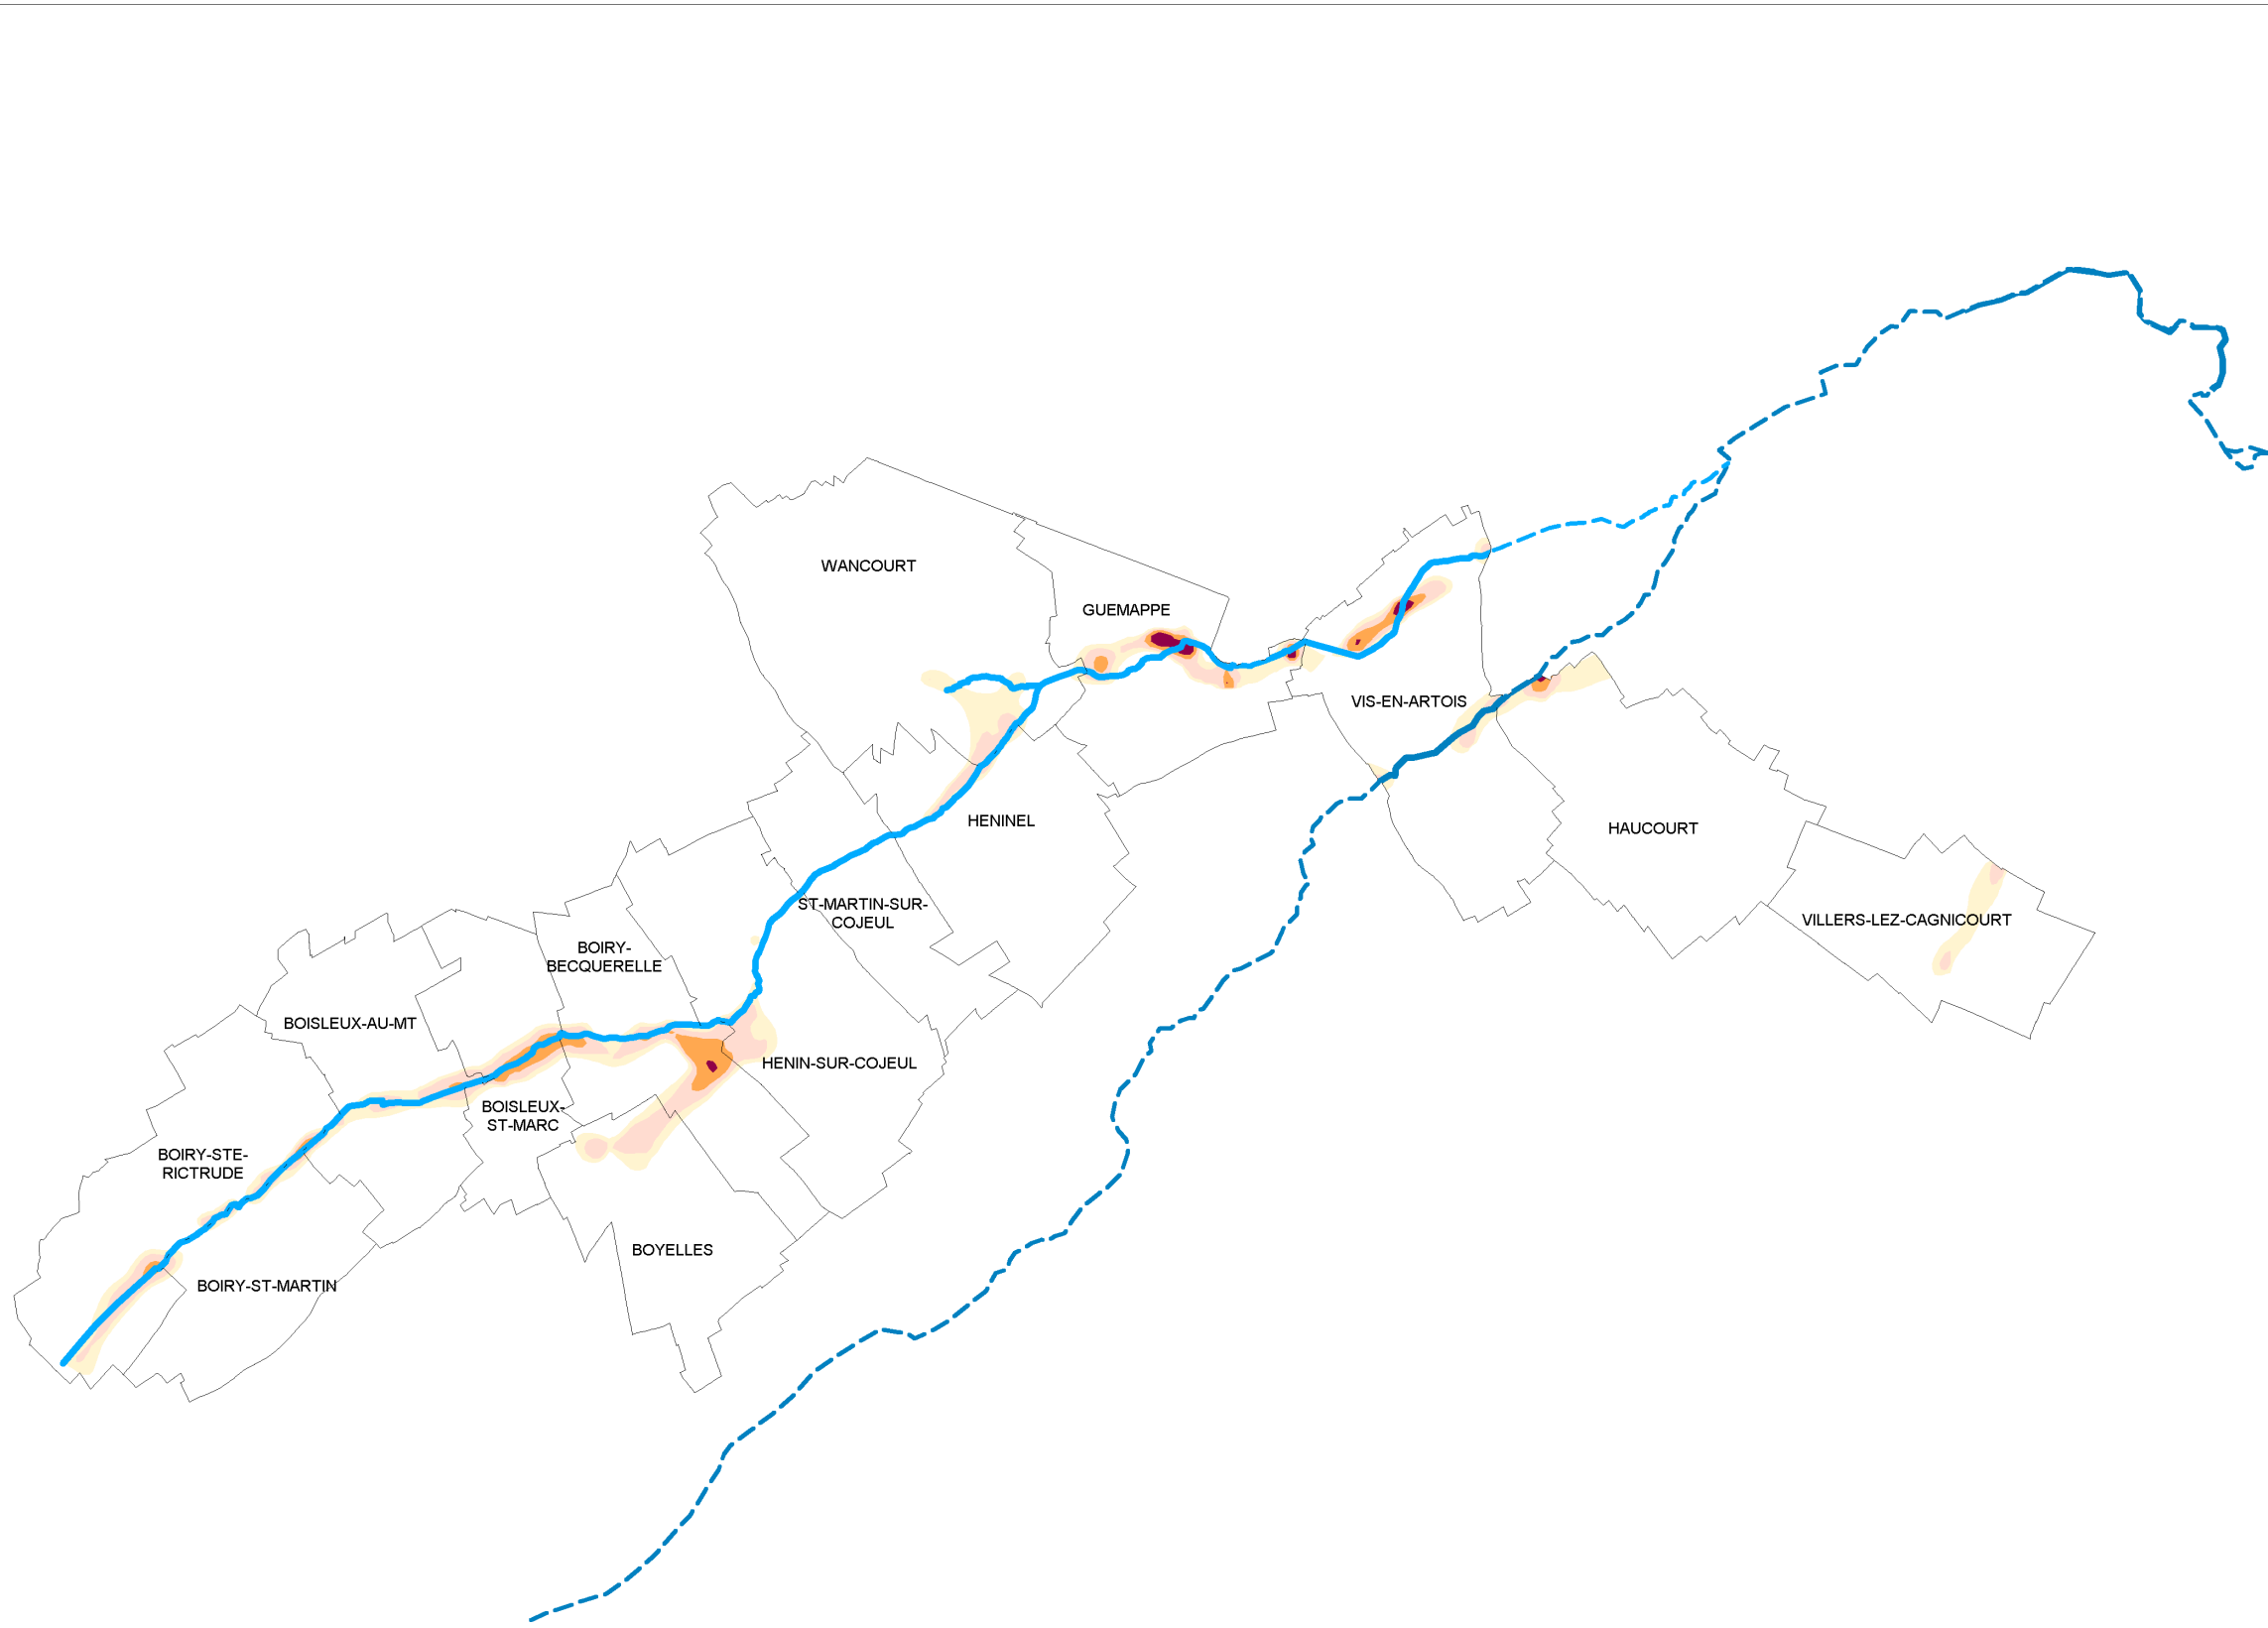 WANCOURT
GUEMAPPE
VIS-EN-ARTOIS
HENINEL
HAUCOURT
ST-MARTIN-SUR-
COJEUL
VILLERS-LEZ-CAGNICOURT
BOIRY-
BECQUERELLE
BOISLEUX-AU-MT
HENIN-SUR-COJEUL
BOISLEUX-
ST-MARC
BOIRY-STE-
RICTRUDE
BOYELLES
BOIRY-ST-MARTIN